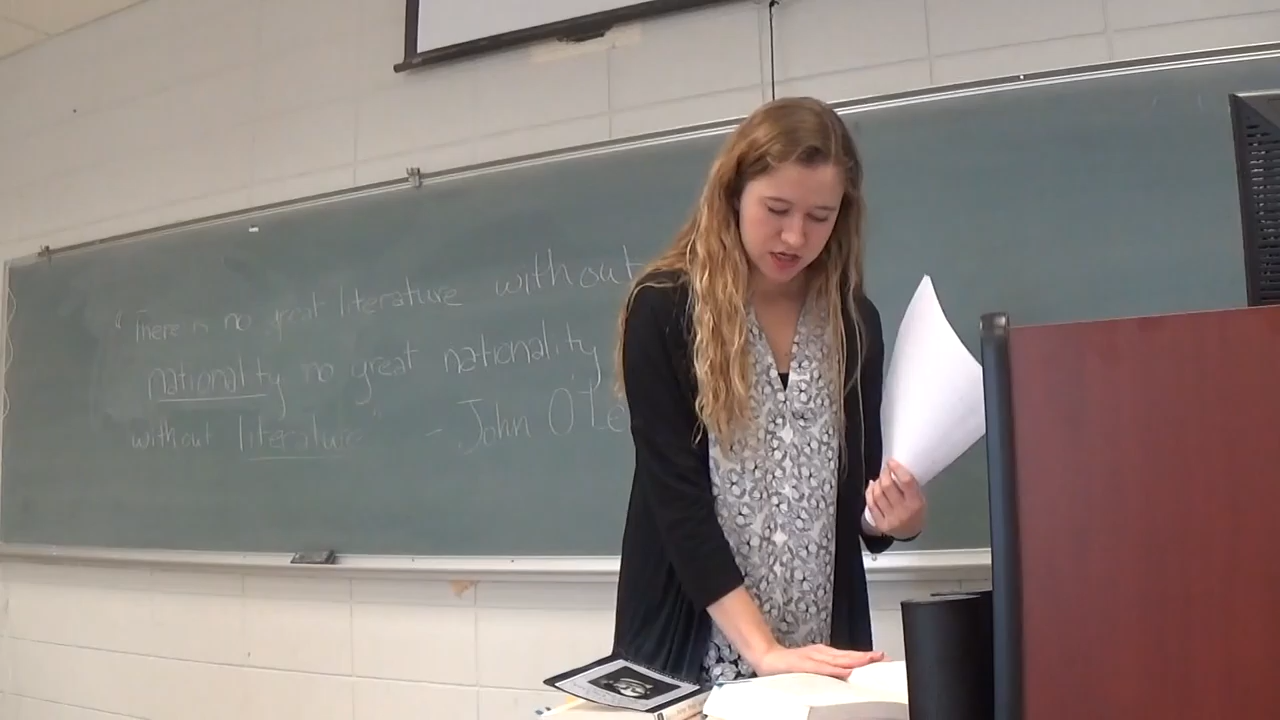 "There is no great literature without
nationality no great nationality
without literature" - John O'Le